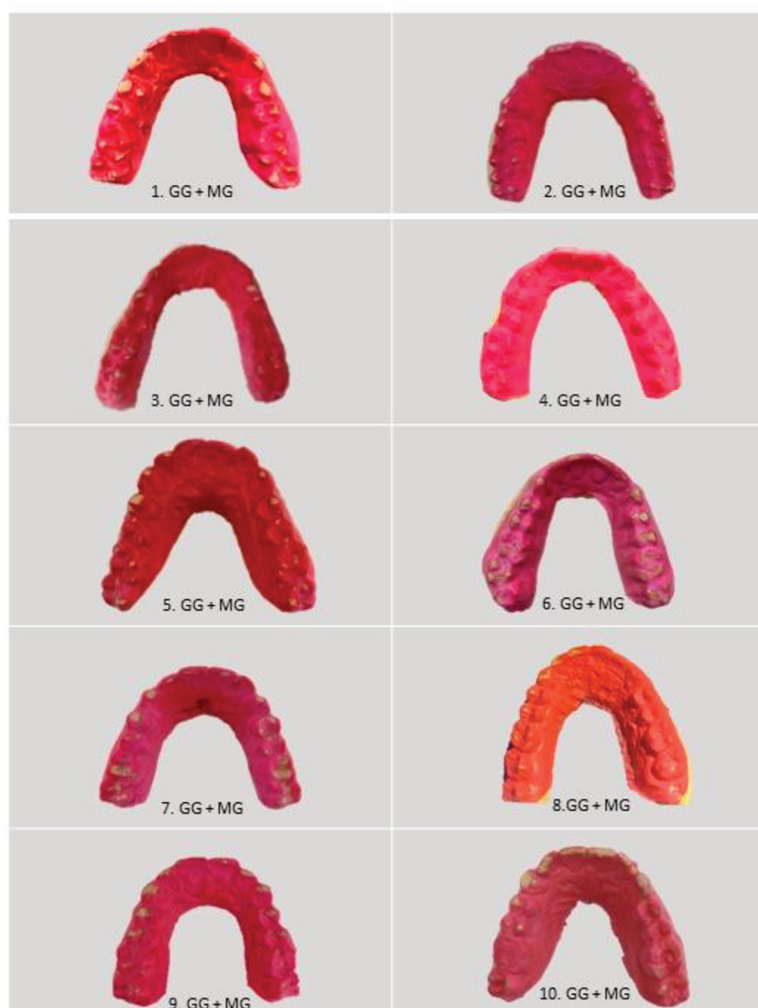 1. GG + MG
2. GG + MG
3. GG + MG
4. GG + MG
5. GG + MG
6. GG + MG
7. GG + MG
8.GG + MG
9. GG + MG
10. GG + MG